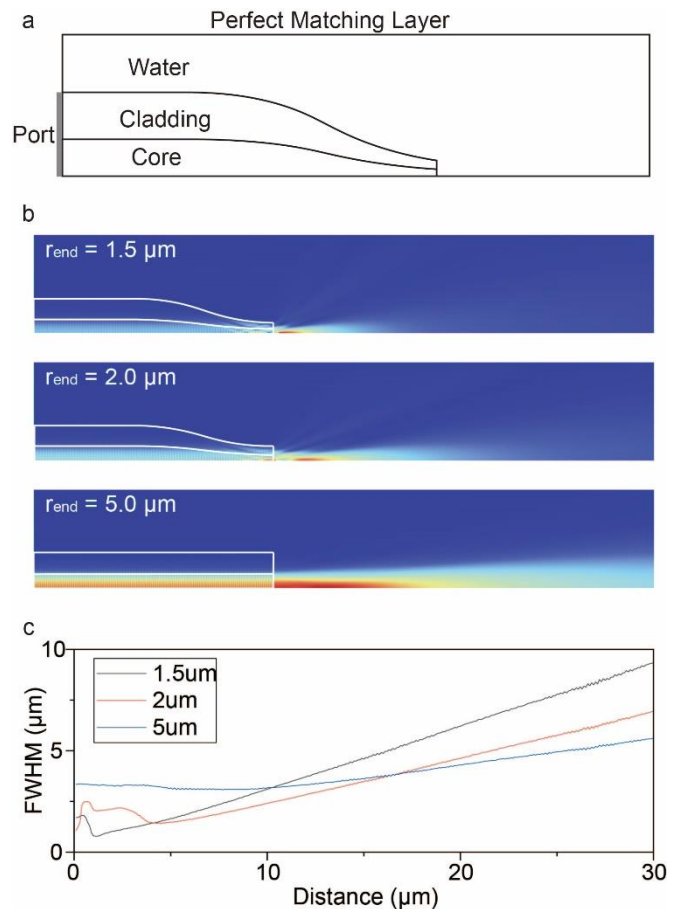 a
Perfect Matching Layer
Water
Cladding
Port
Core
b
rend = 1.5 µm
rend = 2.0 µm
rend = 5.0 µm
c
10
1.5um
2um
5um
5
FWHM (µm)
0
0
10
20
30
Distance (µm)